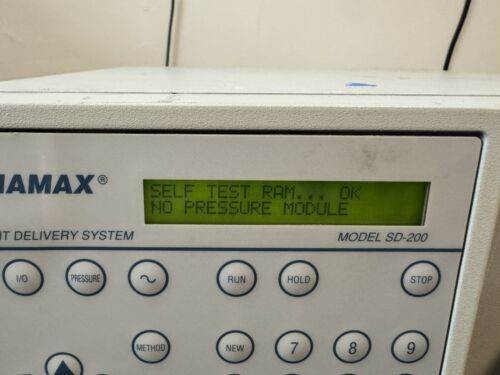 SELF TEST RAM... OK
NO PRESSURE MODULE
AMAX®
T DELIVERY SYSTEM
MODEL SD-200
I/O
PRESSURE
RUN
HOLD
STOP
METHOD
NEW
7
8
9